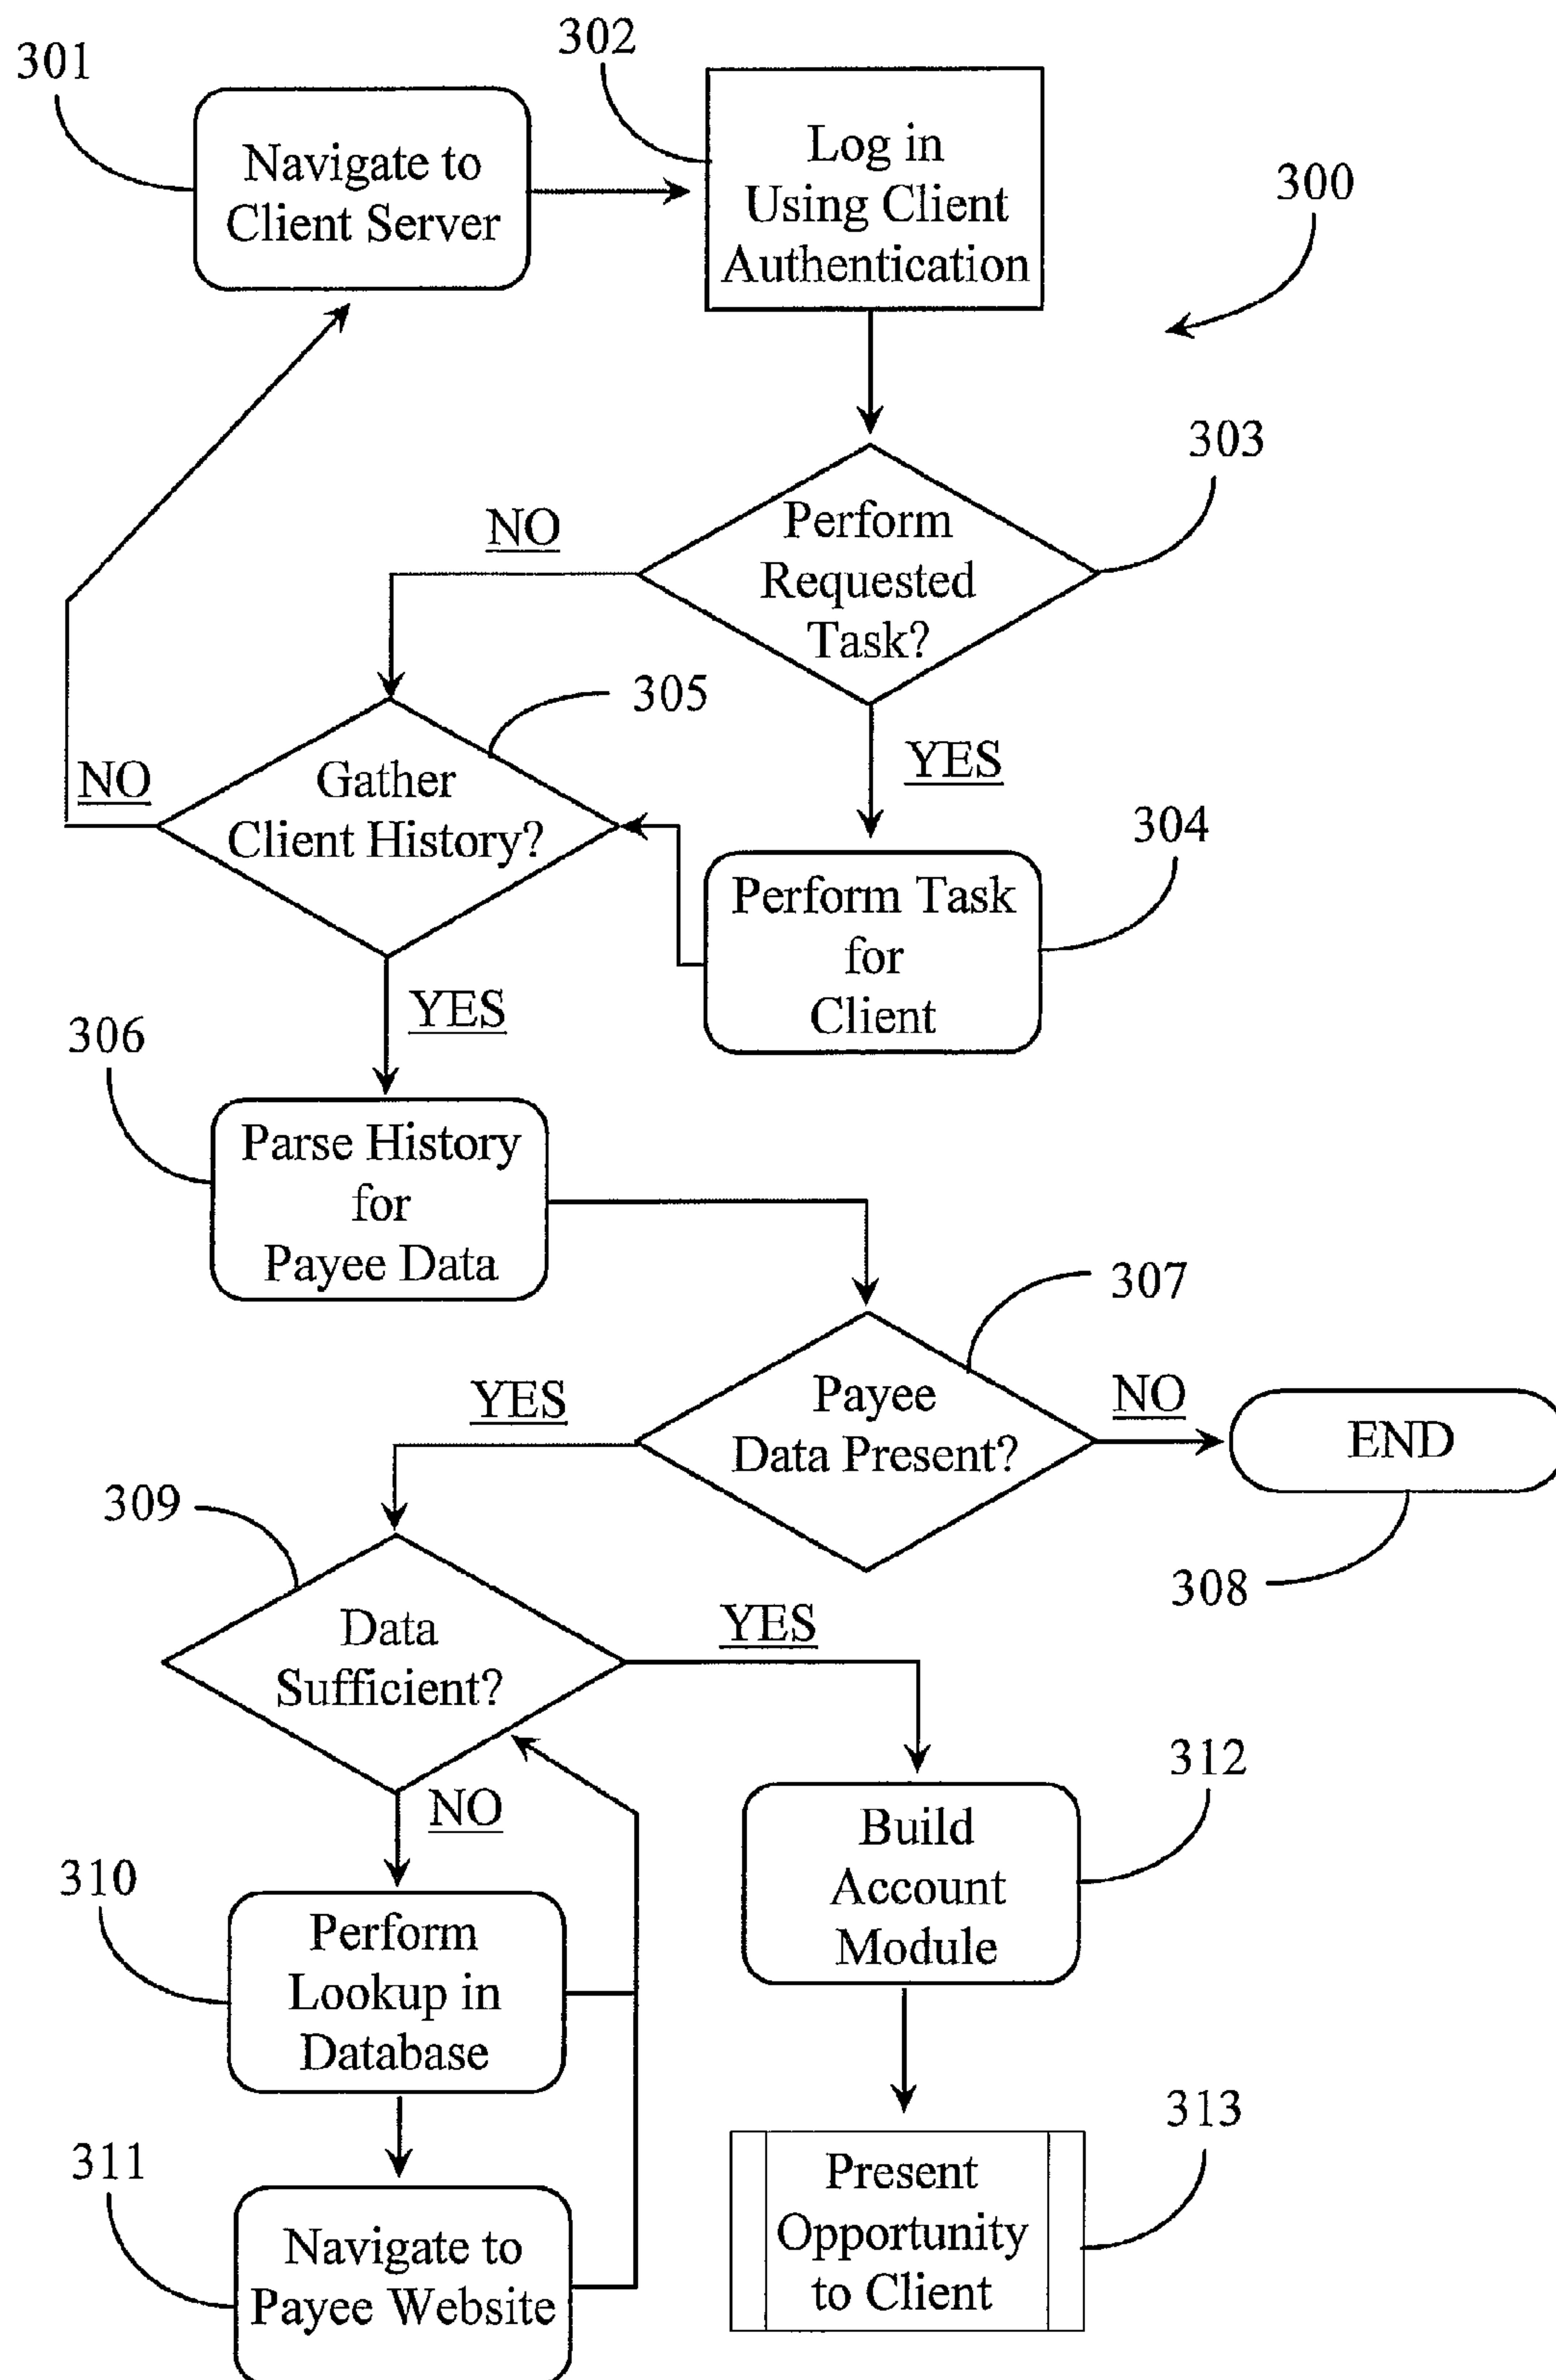 301
302
Navigate to
Client Server
Log in
Using Client
Authentication
300
303
Perform
Requested
Task?
NO
305
YES
Gather
Client History?
NO
304
Perform Task
for
Client
YES
306
Parse History
for
Payee Data
307
Payee
Data Present?
YES
NO
END
308
309
Data
Sufficient?
YES
NO
312
Build
Account
Module
310
Perform
Lookup in
Database
313
Present
Opportunity
to Client
311
Navigate to
Payee Website